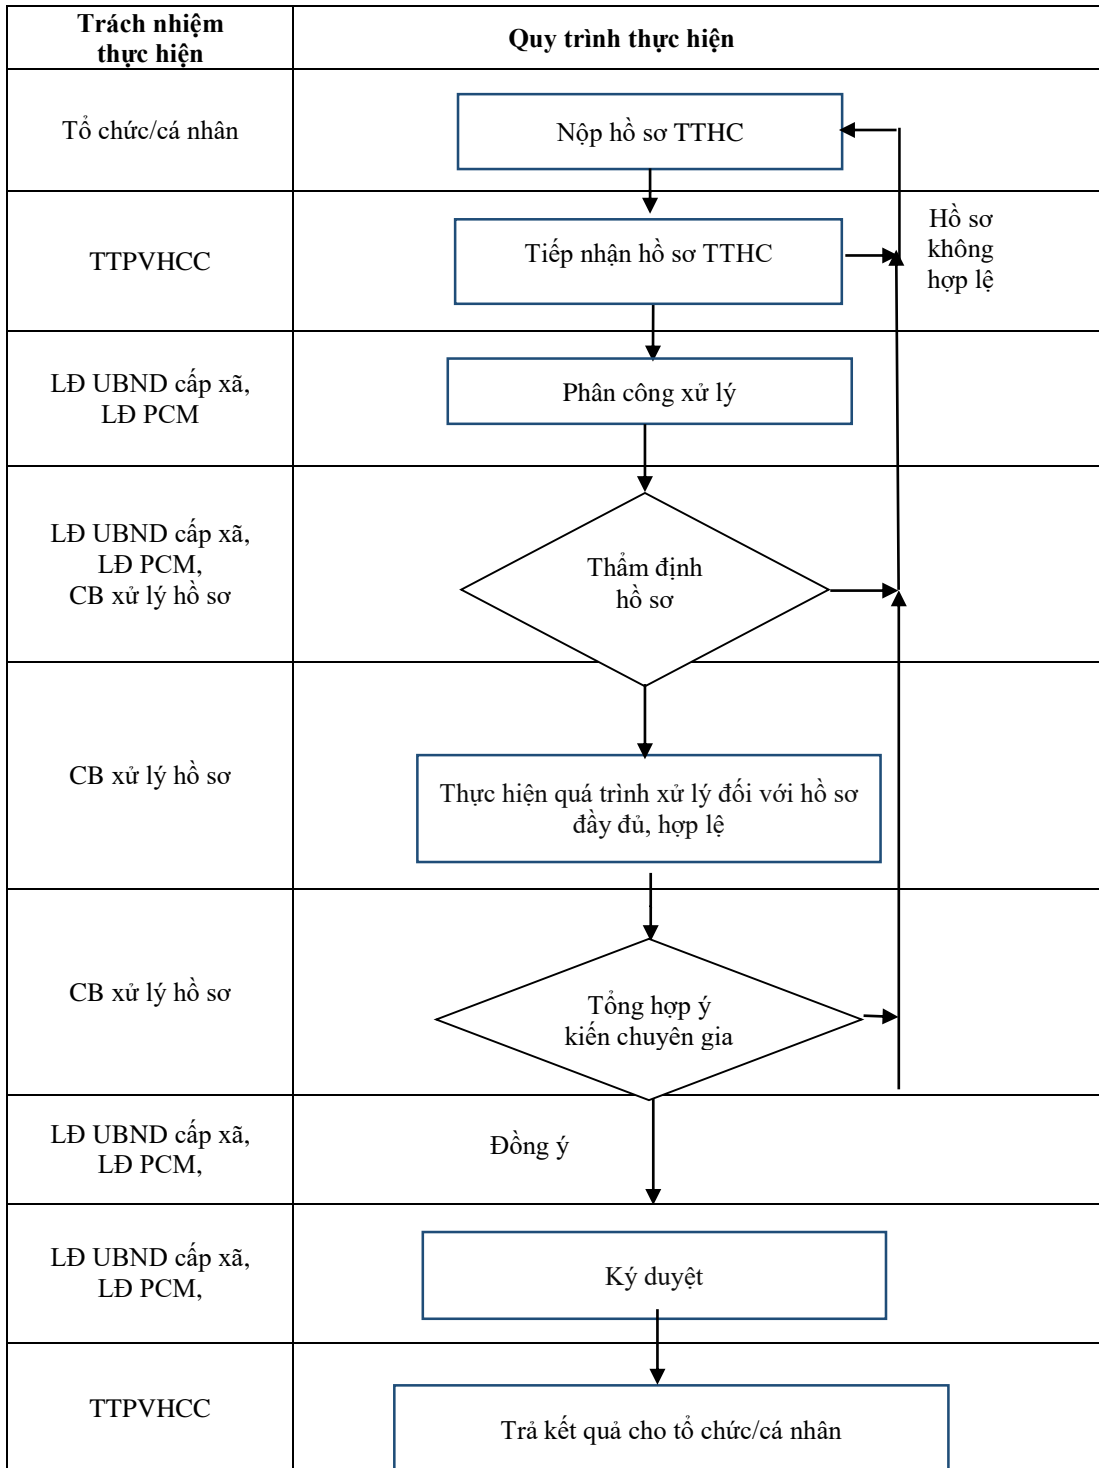 Trách nhiệm
thực hiện
Quy trình thực hiện
Tổ chức/cá nhân
Nộp hồ sơ TTHC
TTPVHCC
Tiếp nhận hồ sơ TTHC
Hồ sơ
không
hợp lệ
LĐ UBND cấp xã,
LĐ PCM
Phân công xử lý
LĐ UBND cấp xã,
LĐ PCM,
CB xử lý hồ sơ
Thẩm định
hồ sơ
CB xử lý hồ sơ
Thực hiện quá trình xử lý đối với hồ sơ
đầy đủ, hợp lệ
CB xử lý hồ sơ
Tổng hợp ý
kiến chuyên gia
LĐ UBND cấp xã,
LĐ PCM,
Đồng ý
LĐ UBND cấp xã,
LĐ PCM,
Ký duyệt
TTPVHCC
Trả kết quả cho tổ chức/cá nhân